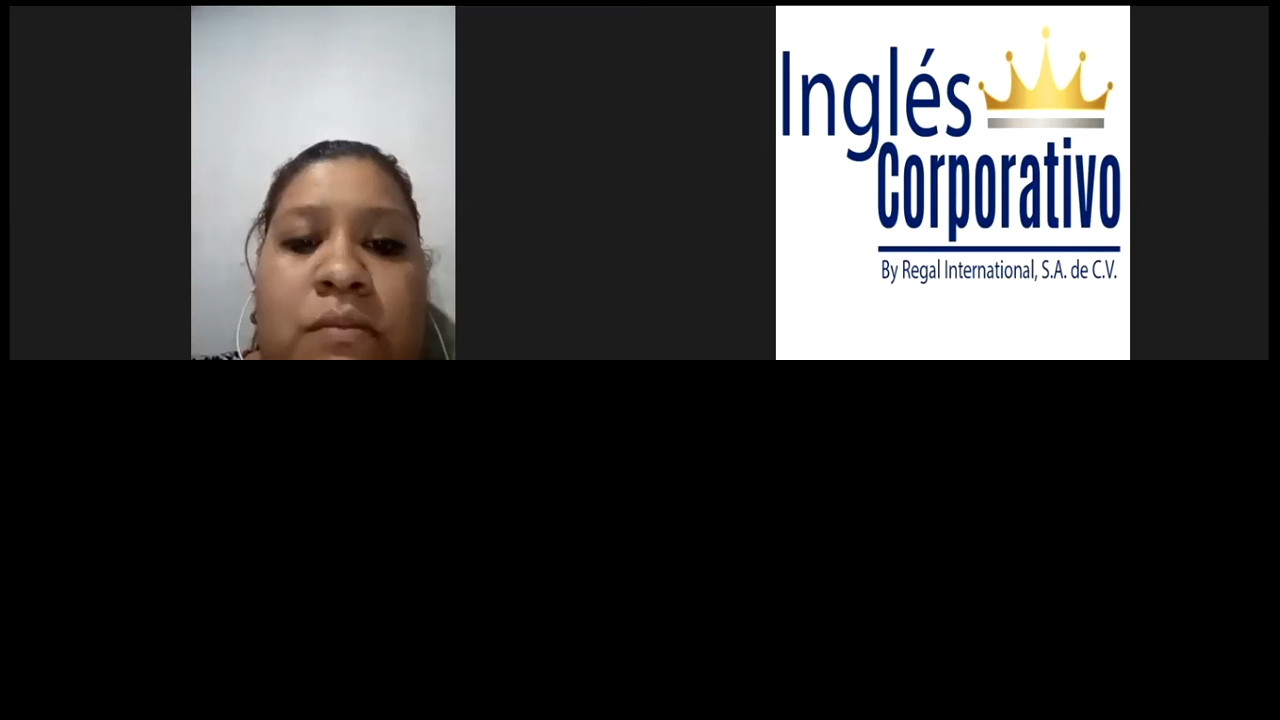 Inglés
Corporativo
By Regal International, S.A. de C.V.